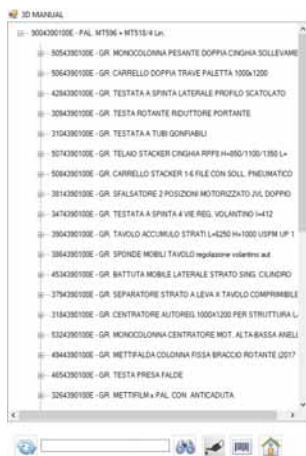 3D MANUAL
9004390100E - PAL. MT596 + MT518/4 Lin.
5054390100E - GR. MONOCOLONNA PESANTE DOPPIA CINGHIA SOLLEVAME
5064390100E - GR. CARRELLO DOPPIA TRAVE PALETTA 1000x1200
4284390100E - GR. TESTATA A SPINTA LATERALE PROFILO SCATOLATO
3094390100E - GR. TESTA ROTANTE RIDUTTORE PORTANTE
3104390100E - GR. TESTATA A TUBI GONFIABILI
5074390100E - GR. TELAIO STACKER CINGHIA RPP8 H=850/1100/1350 L=
5084390100E - GR. CARRELLO STACKER 1-6 FILE CON SOLL. PNEUMATICO
3814390100E - GR. SFALSATORE 2 POSIZIONI MOTORIZZATO JVL DOPPIO
3474390100E - GR. TESTATA A SPINTA 4 VIE REG. VOLANTINO I=412
3904390100E - GR. TAVOLO ACCUMULO STRATI L=6250 H=1000 USPM UP 1
3864390100E - GR. SPONDE MOBILI TAVOLO regolazione volantino aut.
4534390100E - GR. BATTUTA MOBILE LATERALE STRATO SING. CILINDRO
3794390100E - GR. SEPARATORE STRATO A LEVA X TAVOLO COMPRIMIBILE
3184390100E - GR. CENTRATORE AUTOREG. 1000X1200 PER STRUTTURA L
5324390100E - GR. MONOCOLONNA CENTRATORE MOT. ALTA-BASSA ANELL
4944390100E - GR. METTIFALDA COLONNA FISSA BRACCIO ROTANTE (2017
4654390100E - GR. TESTA PRESA FALDE
3264390100E - GR. METTIFILM x PAL. CON ANTICADUTA